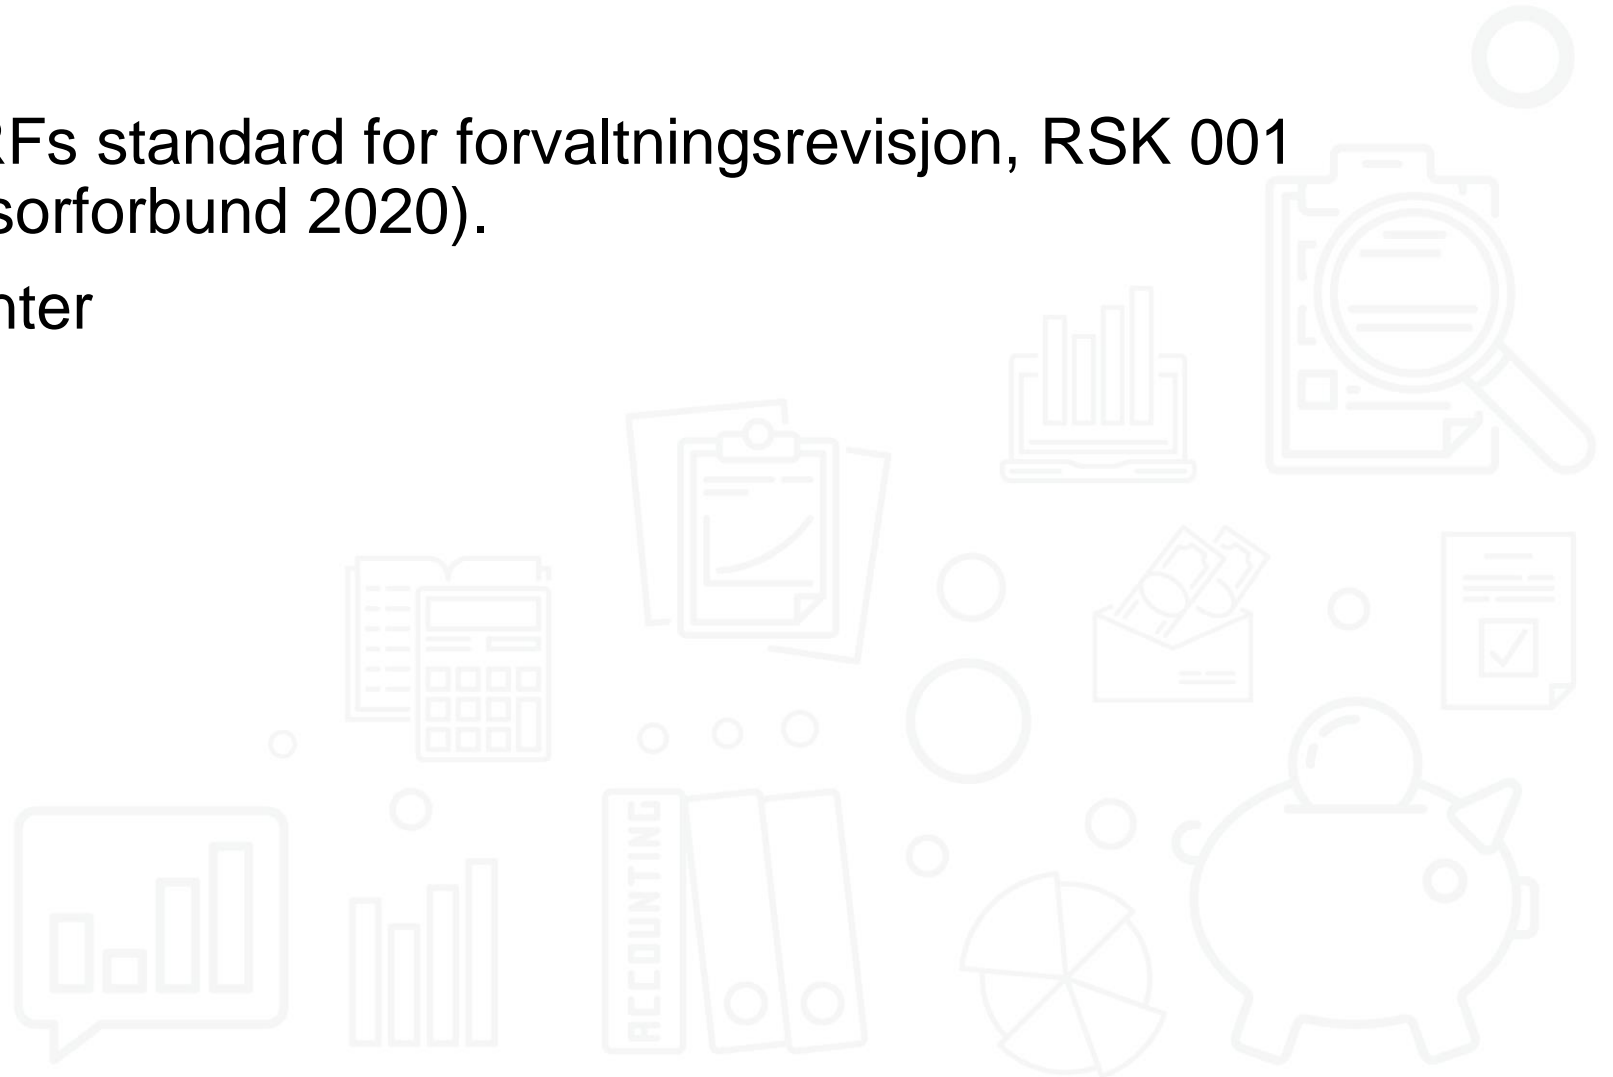 RFs standard for forvaltningsrevisjon, RSK 001
sorforbund 2020).
nter
ACCOUNTING